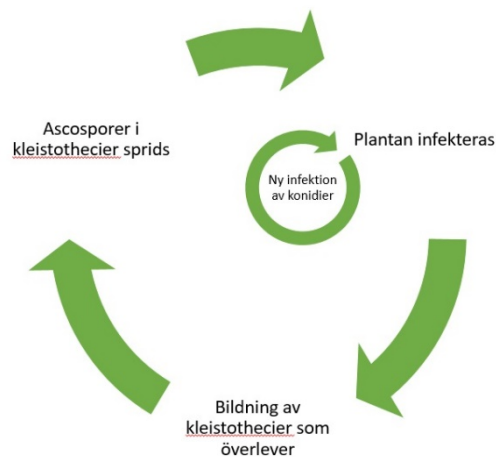 Ascosporer i
kleistothecier sprids
Plantan infekteras
Ny infektion
av konidier
Bildning av
kleistothecier som
överlever